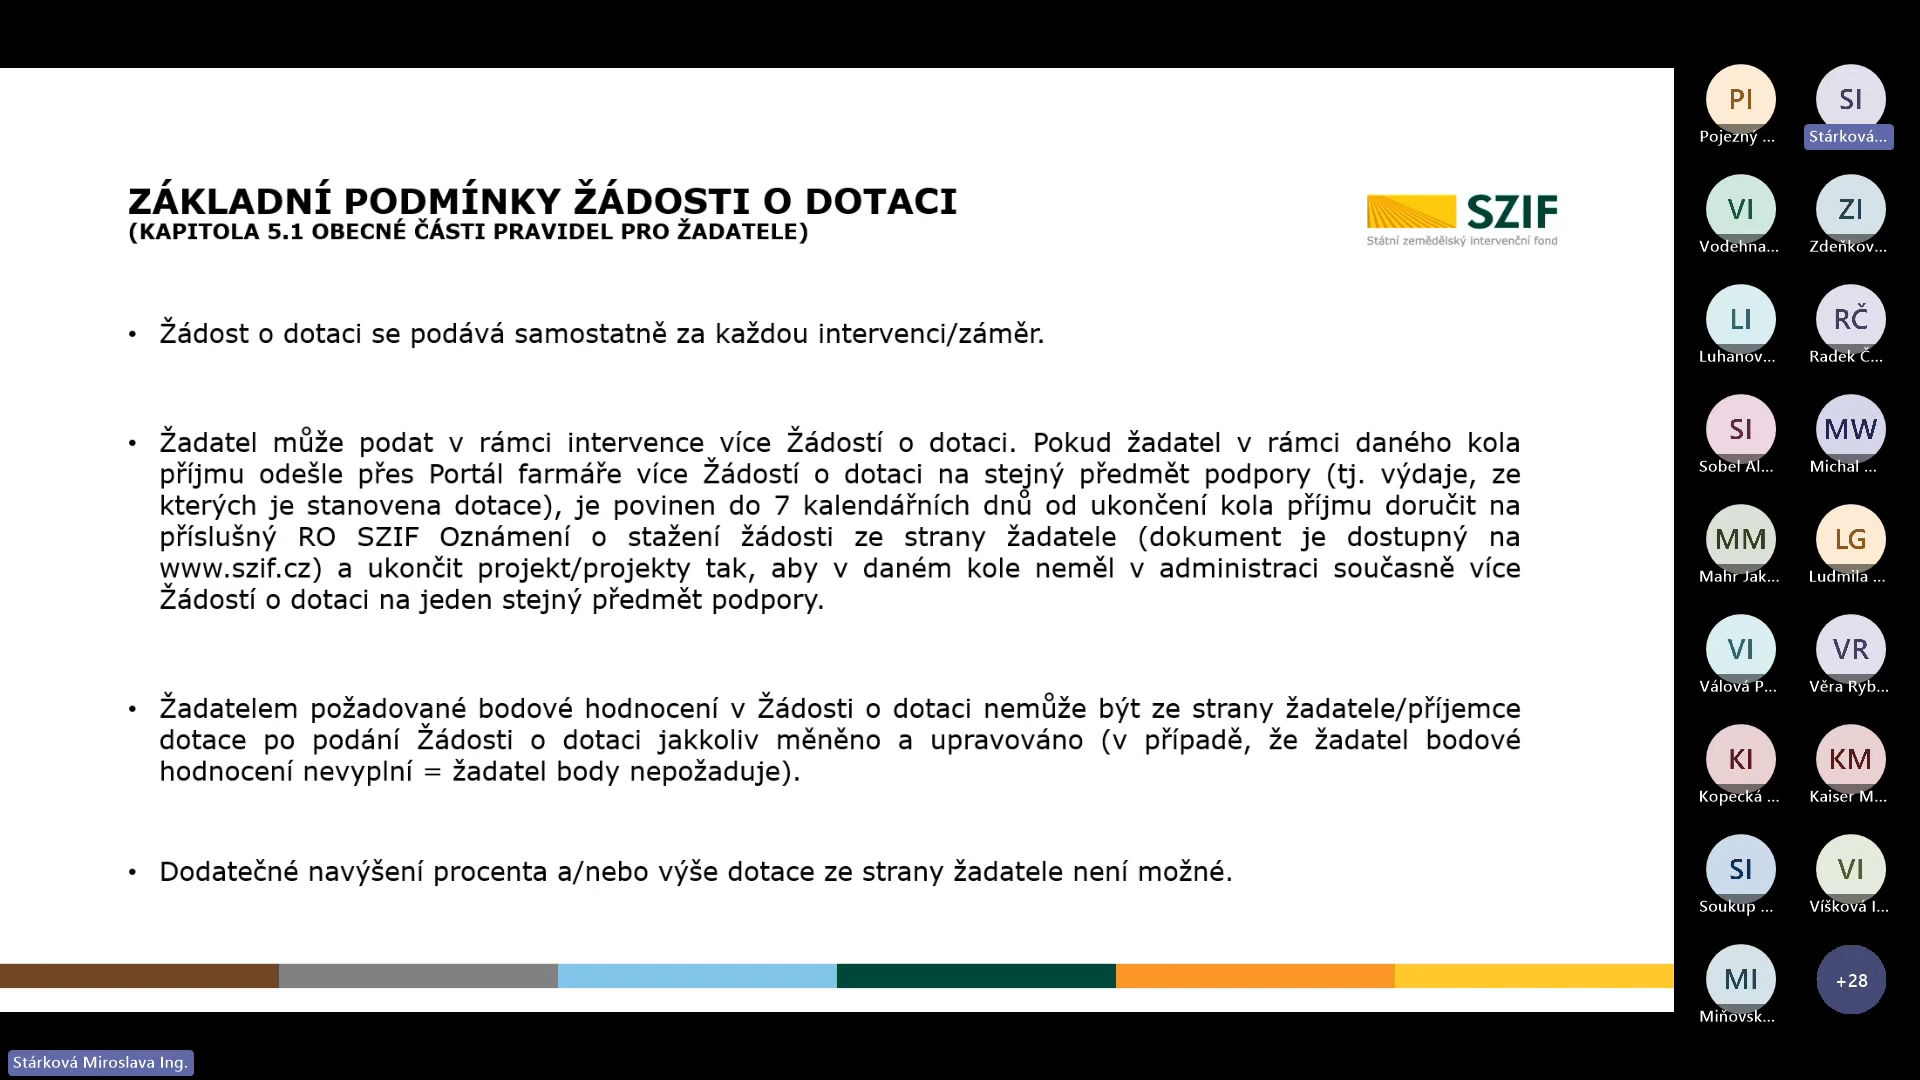 ZÁKLADNÍ PODMÍNKY ŽÁDOSTI O DOTACI
(KAPITOLA 5.1 OBECNÉ ČÁSTI PRAVIDEL PRO ŽADATELE)
SZIF
Státní zemědělský intervenční fond
• Žádost o dotaci se podává samostatně za každou intervenci/záměr.
• Žadatel může podat v rámci intervence více Žádostí o dotaci. Pokud žadatel v rámci daného kola
příjmu odešle přes Portál farmáře více Žádostí o dotaci na stejný předmět podpory (tj. výdaje, ze
kterých je stanovena dotace), je povinen do 7 kalendářních dnů od ukončení kola příjmu doručit na
příslušný RO SZIF Oznámení o stažení žádosti ze strany žadatele (dokument je dostupný na
www.szif.cz) a ukončit projekt/projekty tak, aby v daném kole neměl v administraci současně více
Žádostí o dotaci na jeden stejný předmět podpory.
• Žadatelem požadované bodové hodnocení v Žádosti o dotaci nemůže být ze strany žadatele/příjemce
dotace po podání Žádosti o dotaci jakkoliv měněno a upravováno (v případě, že žadatel bodové
hodnocení nevyplní = žadatel body nepožaduje).
• Dodatečné navýšení procenta a/nebo výše dotace ze strany žadatele není možné.
PI
Pojezný ...
SI
Stárková...
VI
Vodehna...
ZI
Zdeňkov...
LI
Luhanov...
RČ
Radek Č...
SI
Sobel Al...
MW
Michal ...
MM
Mahr Jak...
LG
Ludmila ...
VI
Válová P...
VR
Věra Ryb...
KI
Kopecká ...
KM
Kaiser M...
SI
Soukup ...
VI
Víšková I...
MI
Miňovsk...
+28
Stárková Miroslava Ing.